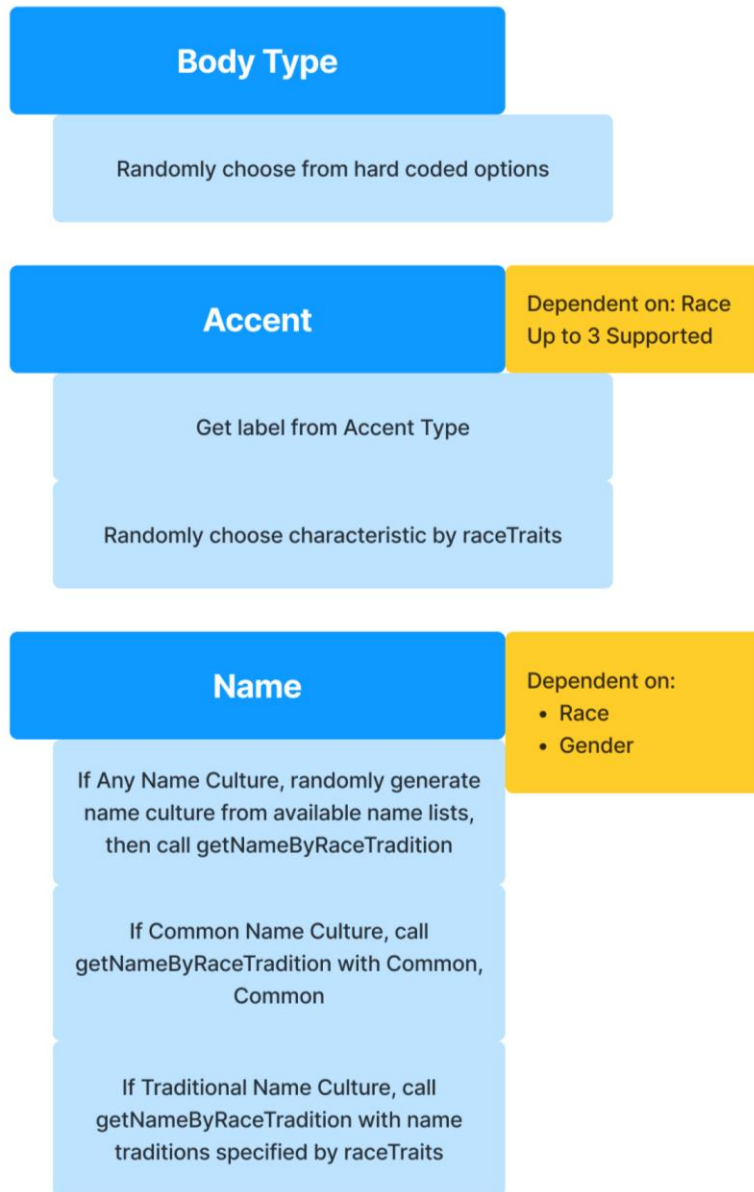 Body Type
Randomly choose from hard coded options
Accent
Dependent on: Race
Up to 3 Supported
Get label from Accent Type
Randomly choose characteristic by raceTraits
Name
Dependent on:
• Race
• Gender
If Any Name Culture, randomly generate
name culture from available name lists,
then call getNameByRaceTradition
If Common Name Culture, call
getNameByRaceTradition with Common,
Common
If Traditional Name Culture, call
getNameByRaceTradition with name
traditions specified by raceTraits